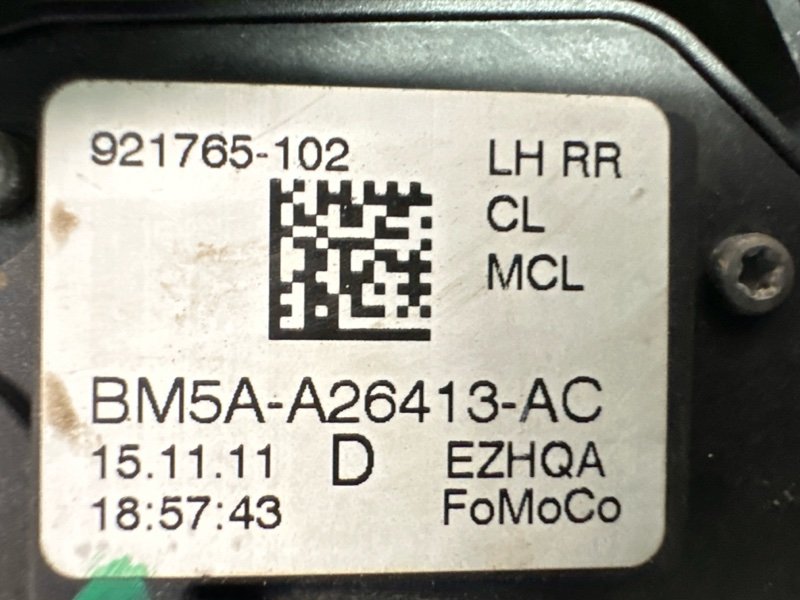 921765-102 LH RR
CL
MCL
BM5A-A26413-AC
15.11.11 D EZHQA
18:57:43 FoMoCo